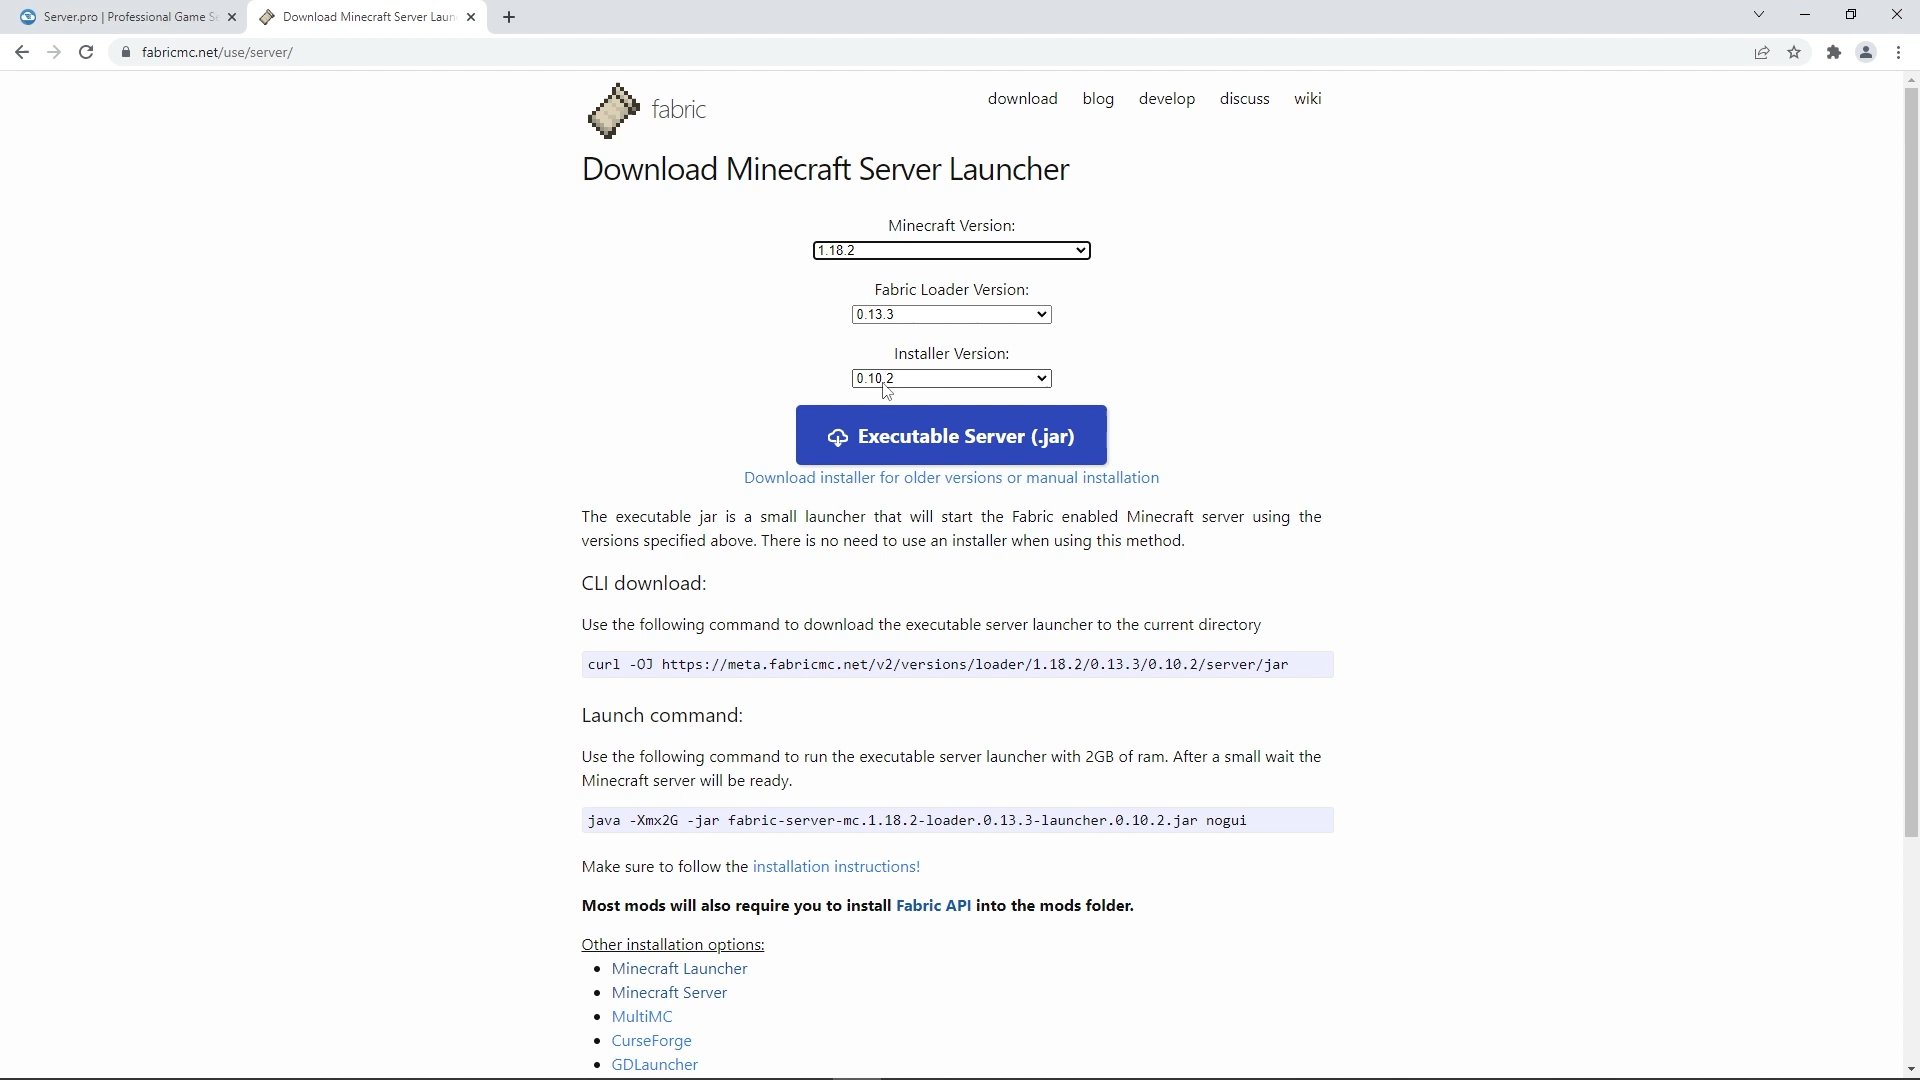 Server.pro | Professional Game S
Download Minecraft Server Laun
fabricmc.net/use/server/
fabric
download blog develop discuss wiki
Download Minecraft Server Launcher
Minecraft Version:
1.18.2
Fabric Loader Version:
0.13.3
Installer Version:
0.10.2
Executable Server (.jar)
Download installer for older versions or manual installation
The executable jar is a small launcher that will start the Fabric enabled Minecraft server using the
versions specified above. There is no need to use an installer when using this method.
CLI download:
Use the following command to download the executable server launcher to the current directory
curl -OJ https://meta.fabricmc.net/v2/versions/loader/1.18.2/0.13.3/0.10.2/server/jar
Launch command:
Use the following command to run the executable server launcher with 2GB of ram. After a small wait the
Minecraft server will be ready.
java -Xmx2G -jar fabric-server-mc.1.18.2-loader.0.13.3-launcher.0.10.2.jar nogui
Make sure to follow the installation instructions!
Most mods will also require you to install Fabric API into the mods folder.
Other installation options:
• Minecraft Launcher
• Minecraft Server
• MultiMC
• CurseForge
• GDLauncher